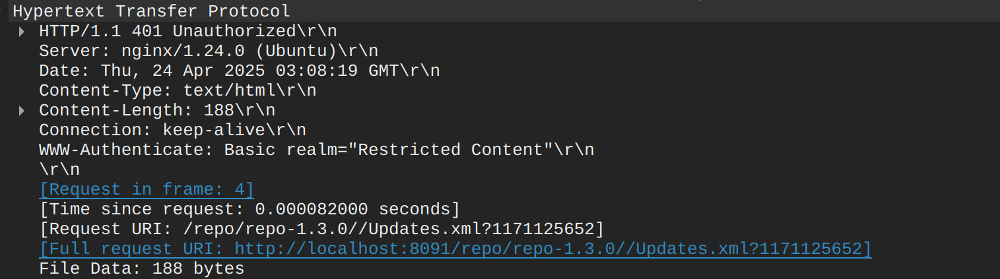 Hypertext Transfer Protocol
HTTP/1.1 401 Unauthorized\r\n
Server: nginx/1.24.0 (Ubuntu)\r\n
Date: Thu, 24 Apr 2025 03:08:19 GMT\r\n
Content-Type: text/html\r\n
Content-Length: 188\r\n
Connection: keep-alive\r\n
WWW-Authenticate: Basic realm="Restricted Content"\r\n
\r\n
[Request in frame: 4]
[Time since request: 0.000082000 seconds]
[Request URI: /repo/repo-1.3.0//Updates.xml?1171125652]
[Full request URI: http://localhost:8091/repo/repo-1.3.0//Updates.xml?1171125652]
File Data: 188 bytes